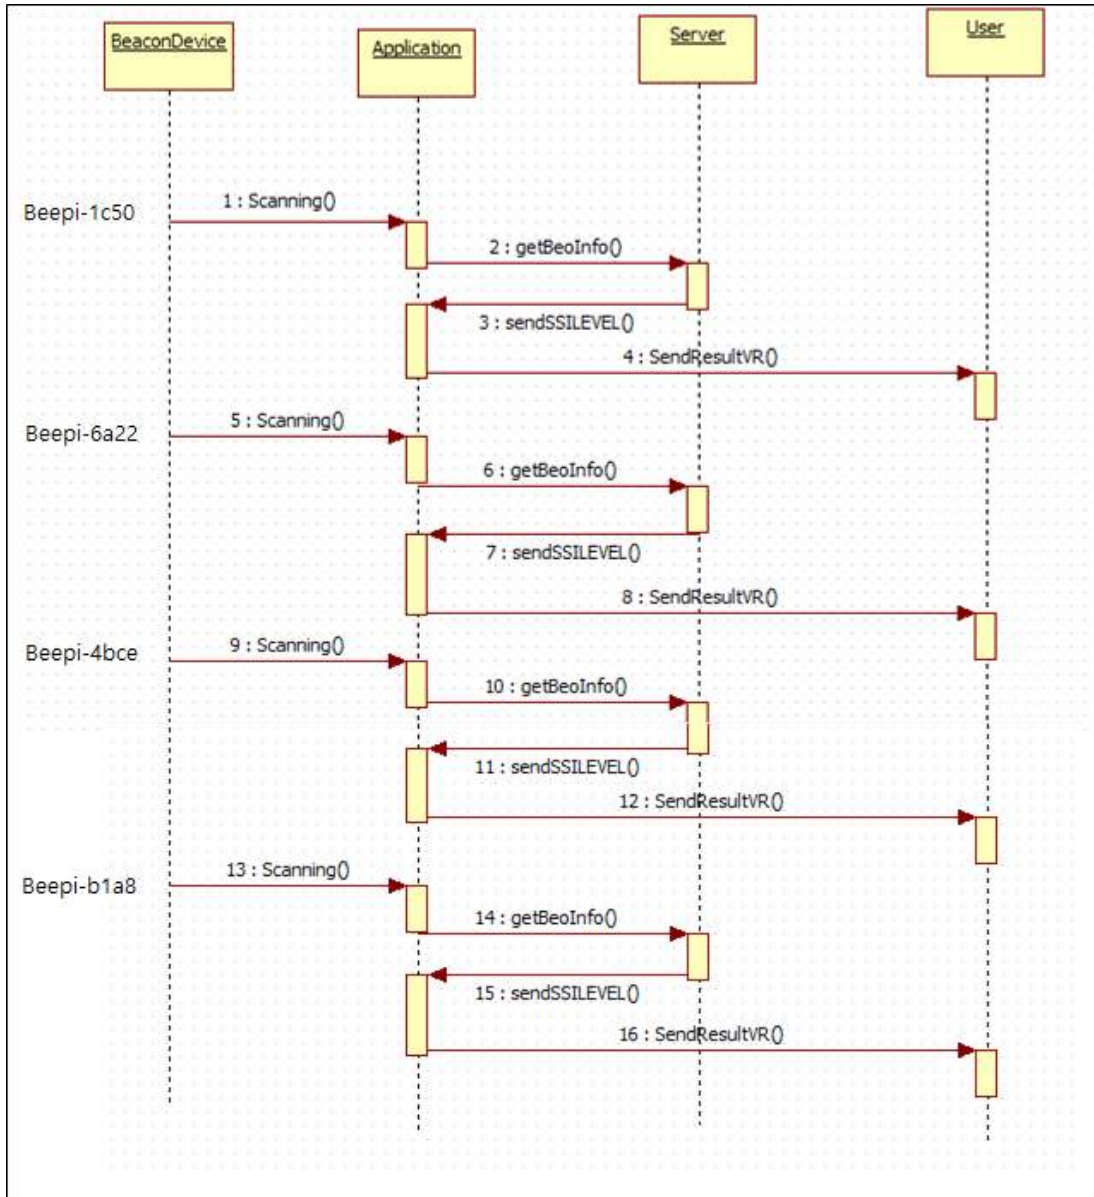 BeaconDevice
Application
Server
User
Beepi-1c50
1 : Scanning()
2 : getBeoInfo()
3 : sendSSILEVEL()
4 : SendResultVR()
Beepi-6a22
5 : Scanning()
6 : getBeoInfo()
7 : sendSSILEVEL()
8 : SendResultVR()
Beepi-4bce
9 : Scanning()
10 : getBeoInfo()
11 : sendSSILEVEL()
12 : SendResultVR()
Beepi-b1a8
13 : Scanning()
14 : getBeoInfo()
15 : sendSSILEVEL()
16 : SendResultVR()